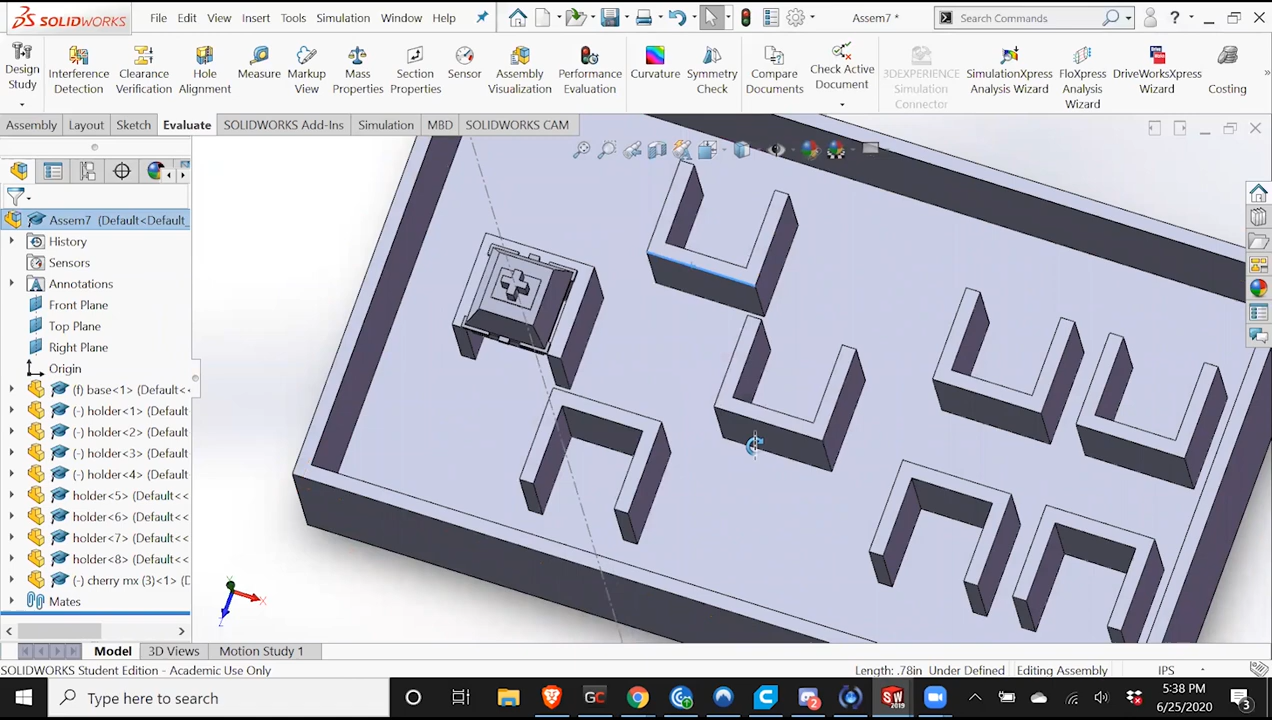 SOLIDWORKS File Edit View Insert Tools Simulation Window Help Assem7 * Search Commands ?
Design Study Interference Detection Clearance Verification Hole Alignment Measure Markup View Mass Properties Section Properties Sensor Assembly Visualization Performance Evaluation Curvature Symmetry Check Compare Documents Check Active Document 3DEXPERIENCE Simulation Connector SimulationXpress Analysis Wizard FloXpress Analysis Wizard DriveWorksXpress Wizard Costing
Assembly Layout Sketch Evaluate SOLIDWORKS Add-Ins Simulation MBD SOLIDWORKS CAM
Assem7 (Default<Default_
History
Sensors
Annotations
Front Plane
Top Plane
Right Plane
Origin
(f) base<1> (Default<
(-) holder<1> (Default
(-) holder<2> (Default
(-) holder<3> (Default
(-) holder<4> (Default
holder<5> (Default<<
holder<6> (Default<<
holder<7> (Default<<
holder<8> (Default<<
(-) cherry mx (3)<1> (D
Mates
Model 3D Views Motion Study 1
SOLIDWORKS Student Edition - Academic Use Only Length: .78in Under Defined Editing Assembly IPS
Type here to search GC 2 SW 2019 5:38 PM
6/25/2020 3